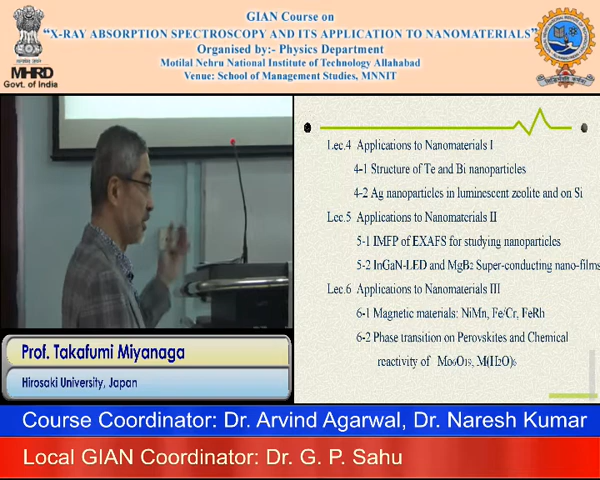 GIAN Course on
“X-RAY ABSORPTION SPECTROSCOPY AND ITS APPLICATION TO NANOMATERIALS”
Organised by:- Physics Department
Motilal Nehru National Institute of Technology Allahabad
Venue: School of Management Studies, MNNIT
MHRD
Govt. of India
Lec.4 Applications to Nanomaterials I
4-1 Structure of Te and Bi nanoparticles
4-2 Ag nanoparticles in luminescent zeolite and on Si
Lec.5 Applications to Nanomaterials II
5-1 IMFP of EXAFS for studying nanoparticles
5-2 InGaN-LED and MgB2 Super-conducting nano-films
Lec.6 Applications to Nanomaterials III
6-1 Magnetic materials: NiMn, Fe/Cr, FeRh
6-2 Phase transition on Perovskites and Chemical
reactivity of Mo6O19, M(H2O)6
Prof. Takafumi Miyanaga
Hirosaki University, Japan
Course Coordinator: Dr. Arvind Agarwal, Dr. Naresh Kumar
Local GIAN Coordinator: Dr. G. P. Sahu